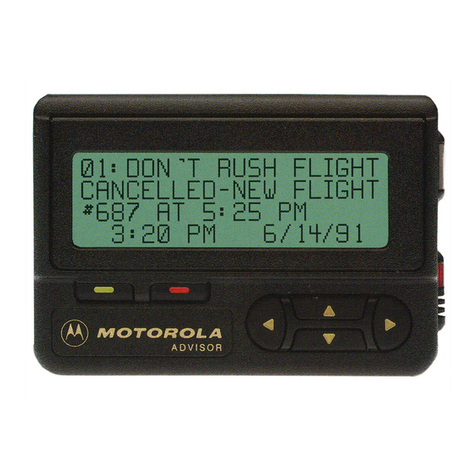 01: DON'T RUSH FLIGHT
CANCELLED-NEW FLIGHT
#687 AT 5:25 PM
3:20 PM 6/14/91
MOTOROLA
ADVISOR